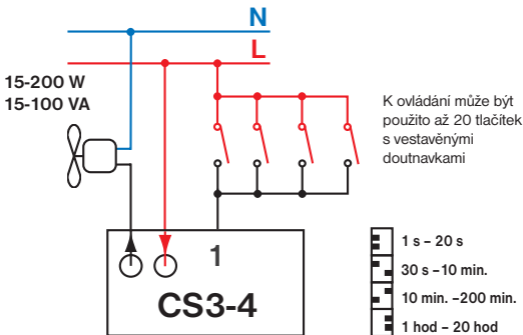 N
L
15-200 W
15-100 VA
K ovládání může být
použito až 20 tlačítek
s vestavěnými
doutnavkami
1
CS3-4
1 s – 20 s
30 s –10 min.
10 min. –200 min.
1 hod – 20 hod